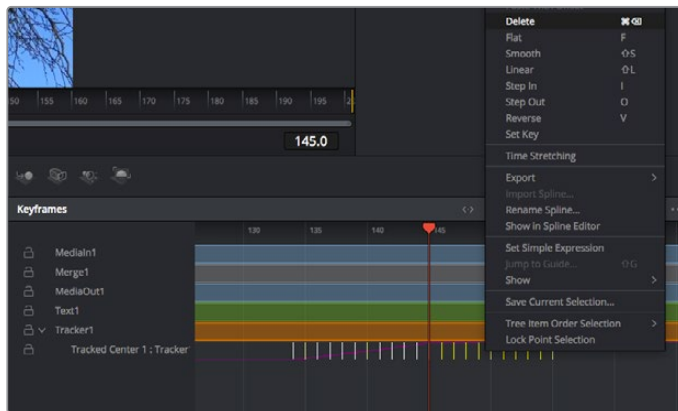 Delete ⌘⌫
Flat F
Smooth ⇧S
Linear ⇧L
Step In I
Step Out O
Reverse V
Set Key
Time Stretching
Export >
Import Spline...
Rename Spline...
Show in Spline Editor
Set Simple Expression
Jump to Guide... ⇧G
Show >
Save Current Selection...
Tree Item Order Selection >
Lock Point Selection
50 155 160 165 170 175 180 185 190 195
145.0
Keyframes
130 135 140 145
MediaIn1
Merge1
MediaOut1
Text1
Tracker1
Tracked Center 1 ; Tracker